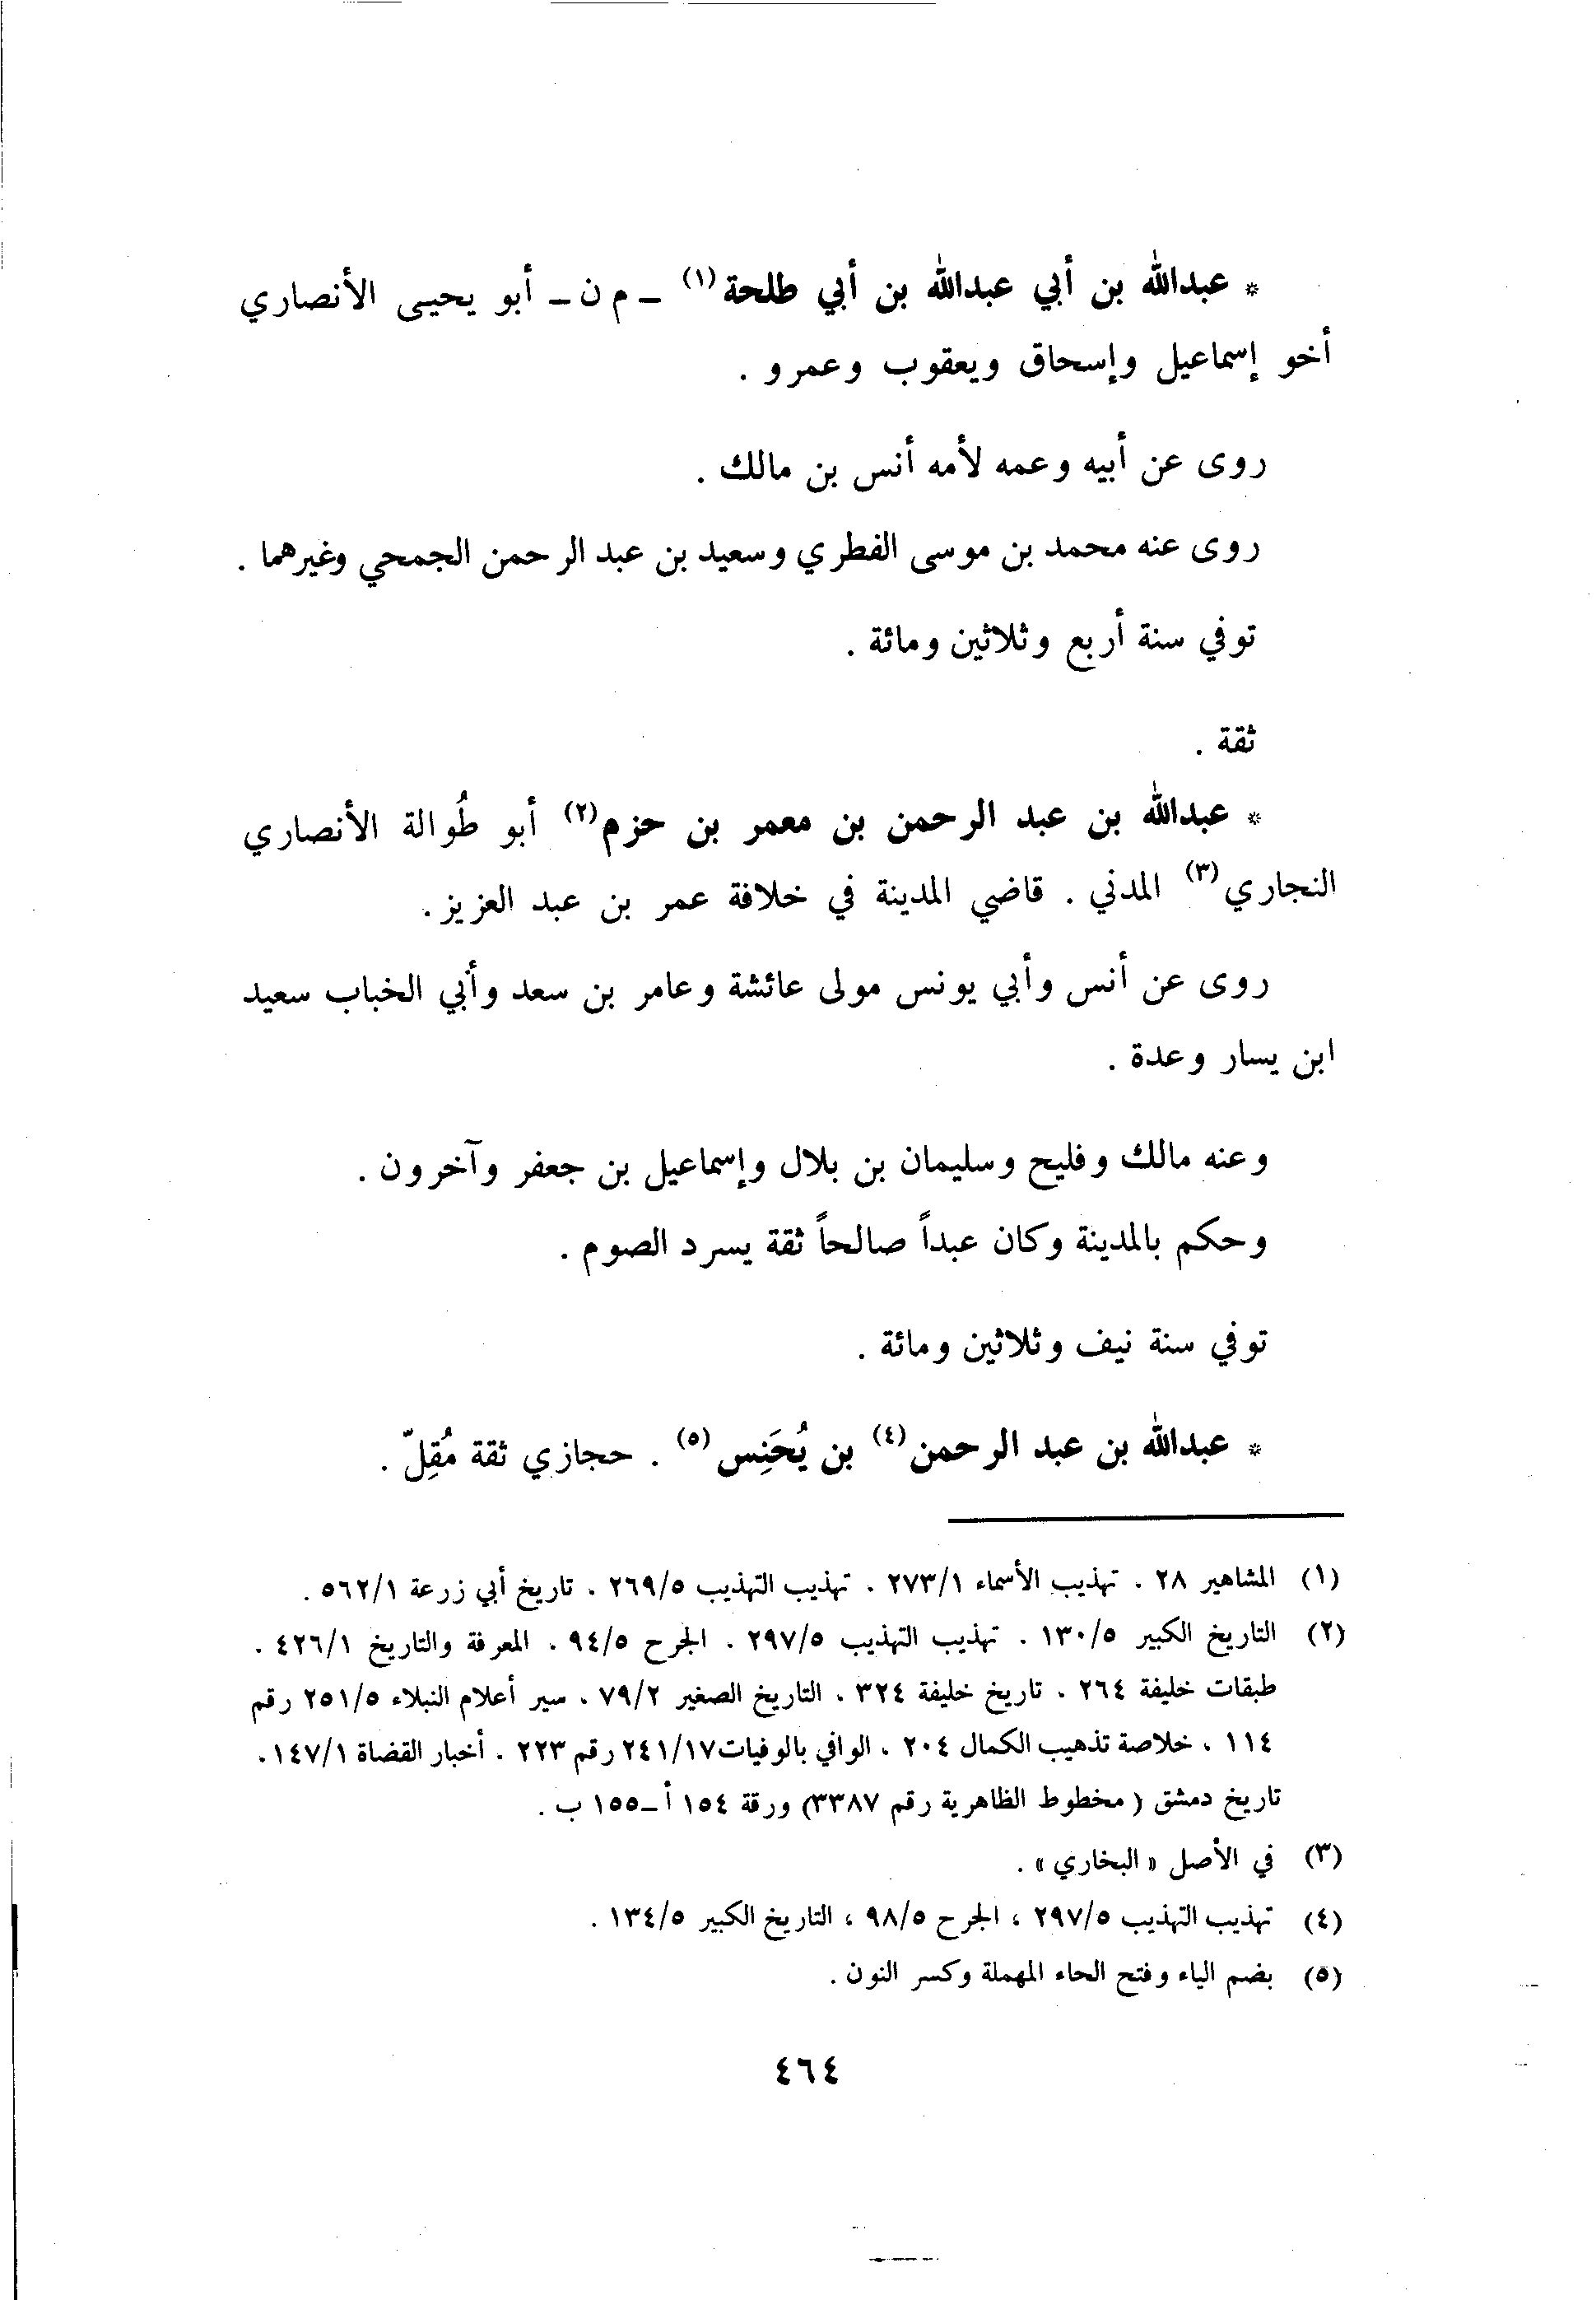 * عبدالله بن أبي عبدالله بن أبي طلحة(١) ـ م ن ـ أبو يحيى الأنصاري
أخو إسماعيل وإسحاق ويعقوب وعمرو .
روى عن أبيه وعمه لأمه أنس بن مالك .
روى عنه محمد بن موسى الفطري وسعيد بن عبد الرحمن الجمحي وغيرهما .
توفي سنة أربع وثلاثين ومائة .
ثقة .
* عبدالله بن عبد الرحمن بن معمر بن حزم(٢) أبو طُوالة الأنصاري
النجاري(٣) المدني . قاضي المدينة في خلافة عمر بن عبد العزيز.
روى عن أنس وأبي يونس مولى عائشة وعامر بن سعد وأبي الخباب سعيد
ابن يسار وعدة .
وعنه مالك وفليح وسليمان بن بلال وإسماعيل بن جعفر وآخرون .
وحكم بالمدينة وكان عبداً صالحاً ثقة يسرد الصوم .
توفي سنة نيف وثلاثين ومائة .
* عبدالله بن عبد الرحمن(٤) بن يُحَنِس(٥) . حجازي ثقة مُقِلّ .
(١) المشاهير ٢٨ . تهذيب الأسماء ٢٧٣/١ . تهذيب التهذيب ٢٦٩/٥ . تاريخ أبي زرعة ٥٦٢/١ .
(٢) التاريخ الكبير ١٣٠/٥ . تهذيب التهذيب ٢٩٧/٥ . الجرح ٩٤/٥ . المعرفة والتاريخ ٤٢٦/١ .
طبقات خليفة ٢٦٤ . تاريخ خليفة ٣٢٤ . التاريخ الصغير ٧٩/٢ . سير أعلام النبلاء ٢٥١/٥ رقم
١١٤ . خلاصة تذهيب الكمال ٢٠٤ . الوافي بالوفيات ٢٤١/١٧ رقم ٢٢٣ . أخبار القضاة ١٤٧/١ .
تاريخ دمشق ( مخطوط الظاهرية رقم ٣٣٨٧) ورقة ١٥٤ أ ـ ١٥٥ ب .
(٣) في الأصل « البخاري » .
(٤) تهذيب التهذيب ٢٩٧/٥ ، الجرح ٩٨/٥ ، التاريخ الكبير ١٣٤/٥ .
(٥) بضم الياء وفتح الحاء المهملة وكسر النون .
٤٦٤